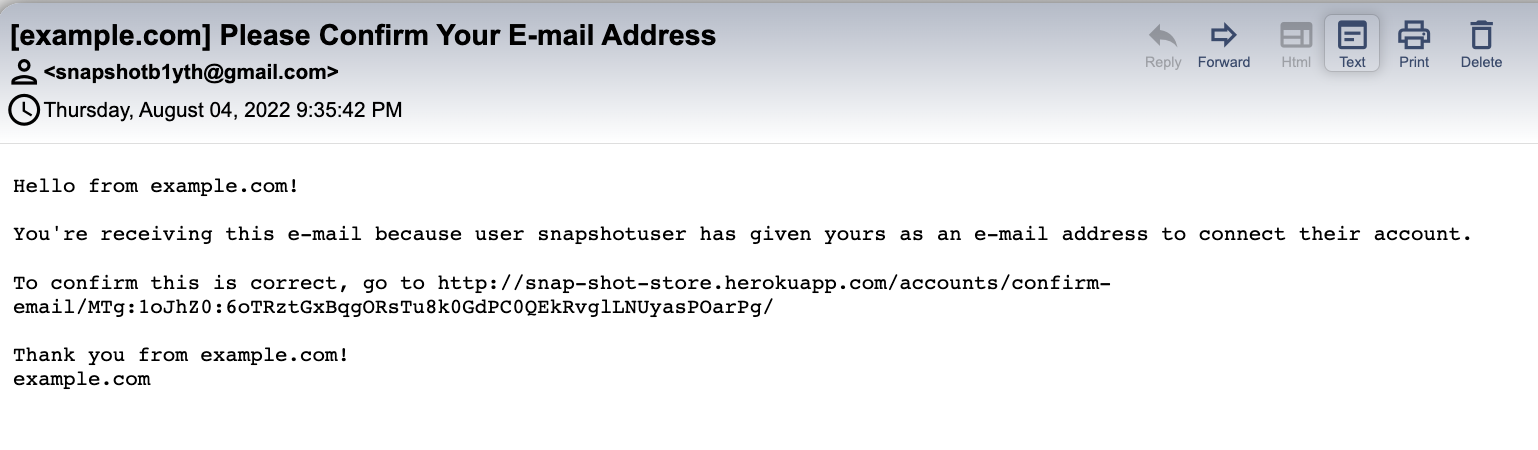 [example.com] Please Confirm Your E-mail Address
<snapshotb1yth@gmail.com>
Thursday, August 04, 2022 9:35:42 PM
Reply Forward Html Text Print Delete
Hello from example.com!
You're receiving this e-mail because user snapshotuser has given yours as an e-mail address to connect their account.
To confirm this is correct, go to http://snap-shot-store.herokuapp.com/accounts/confirm-
email/MTg:1oJhZ0:6oTRztGxBqgORsTu8k0GdPC0QEkRvglLNUyasPOarPg/
Thank you from example.com!
example.com